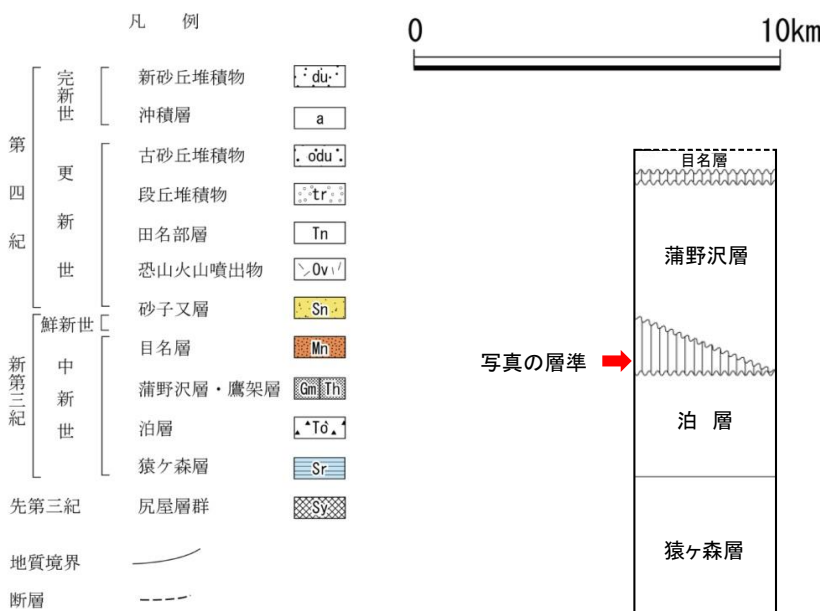 凡 例
第四紀
完新世
新砂丘堆積物 du
沖積層 a
更新世
古砂丘堆積物 odu
段丘堆積物 tr
田名部層 Tn
恐山火山噴出物 Ov
砂子又層 Sn
新第三紀
鮮新世
中新世
目名層 Mn
蒲野沢層・鷹架層 Gm Th
泊層 To
猿ケ森層 Sr
先第三紀 尻屋層群 Sy
地質境界
断層
0 10km
目名層
蒲野沢層
写真の層準
泊 層
猿ヶ森層